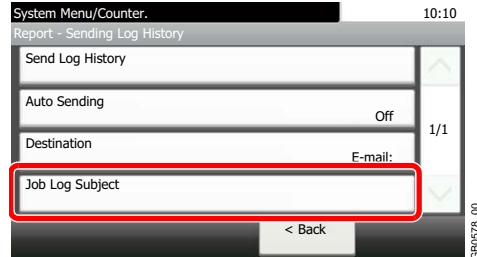 System Menu/Counter.
10:10
Report - Sending Log History
Send Log History
Auto Sending
Off
1/1
Destination
E-mail:
Job Log Subject
< Back
GB0578_00